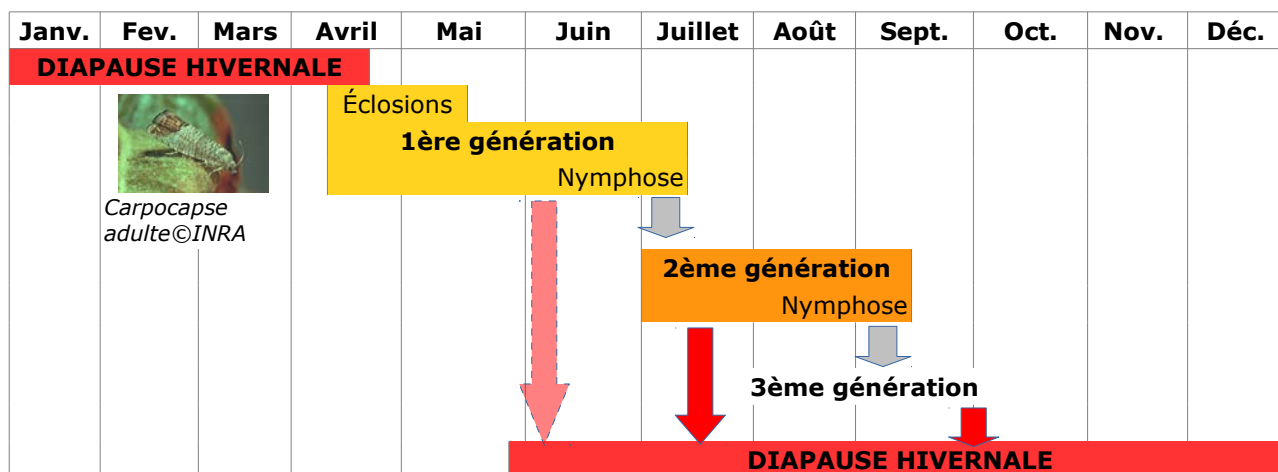 Janv. Fev. Mars Avril Mai Juin Juillet Août Sept. Oct. Nov. Déc.
DIAPAUSE HIVERNALE
Éclosions
1ère génération
Nymphose
Carpocapse
adulte©INRA
2ème génération
Nymphose
3ème génération
DIAPAUSE HIVERNALE